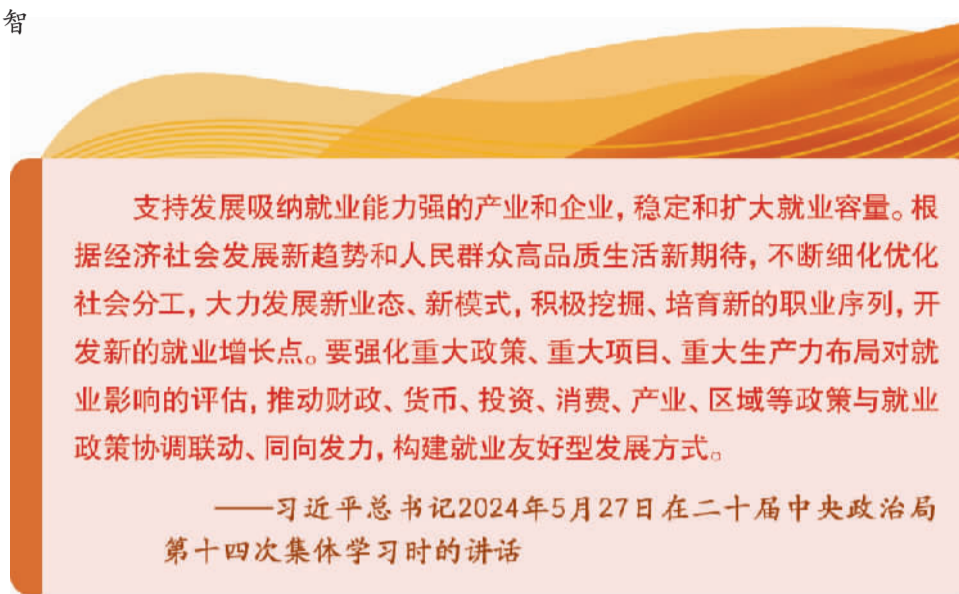 智
支持发展吸纳就业能力强的产业和企业，稳定和扩大就业容量。根
据经济社会发展新趋势和人民群众高品质生活新期待，不断细化优化
社会分工，大力发展新业态、新模式，积极挖掘、培育新的职业序列，开
发新的就业增长点。要强化重大政策、重大项目、重大生产力布局对就
业影响的评估，推动财政、货币、投资、消费、产业、区域等政策与就业
政策协调联动、同向发力，构建就业友好型发展方式。
——习近平总书记2024年5月27日在二十届中央政治局
第十四次集体学习时的讲话